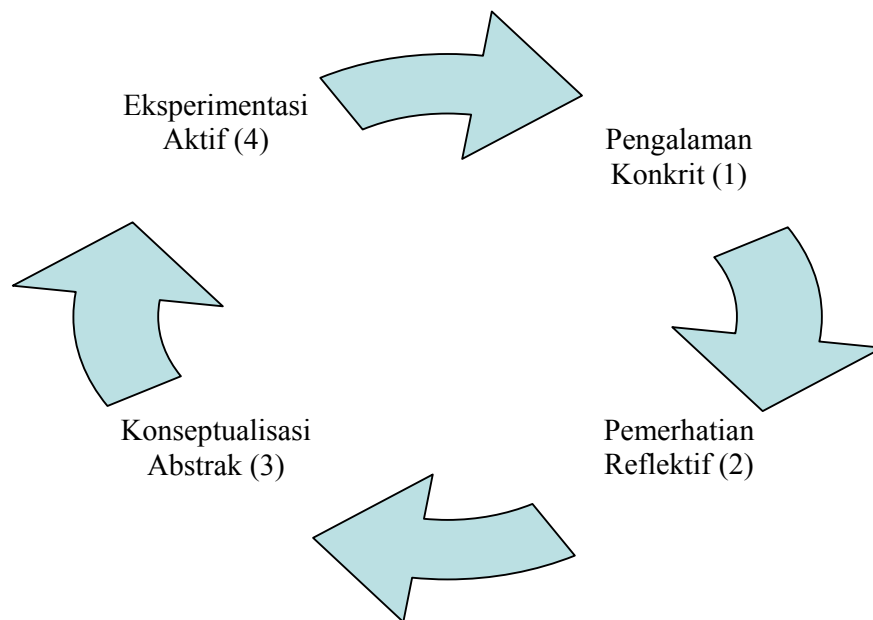 Eksperimentasi
Aktif (4)
Pengalaman
Konkrit (1)
Konseptualisasi
Abstrak (3)
Pemerhatian
Reflektif (2)